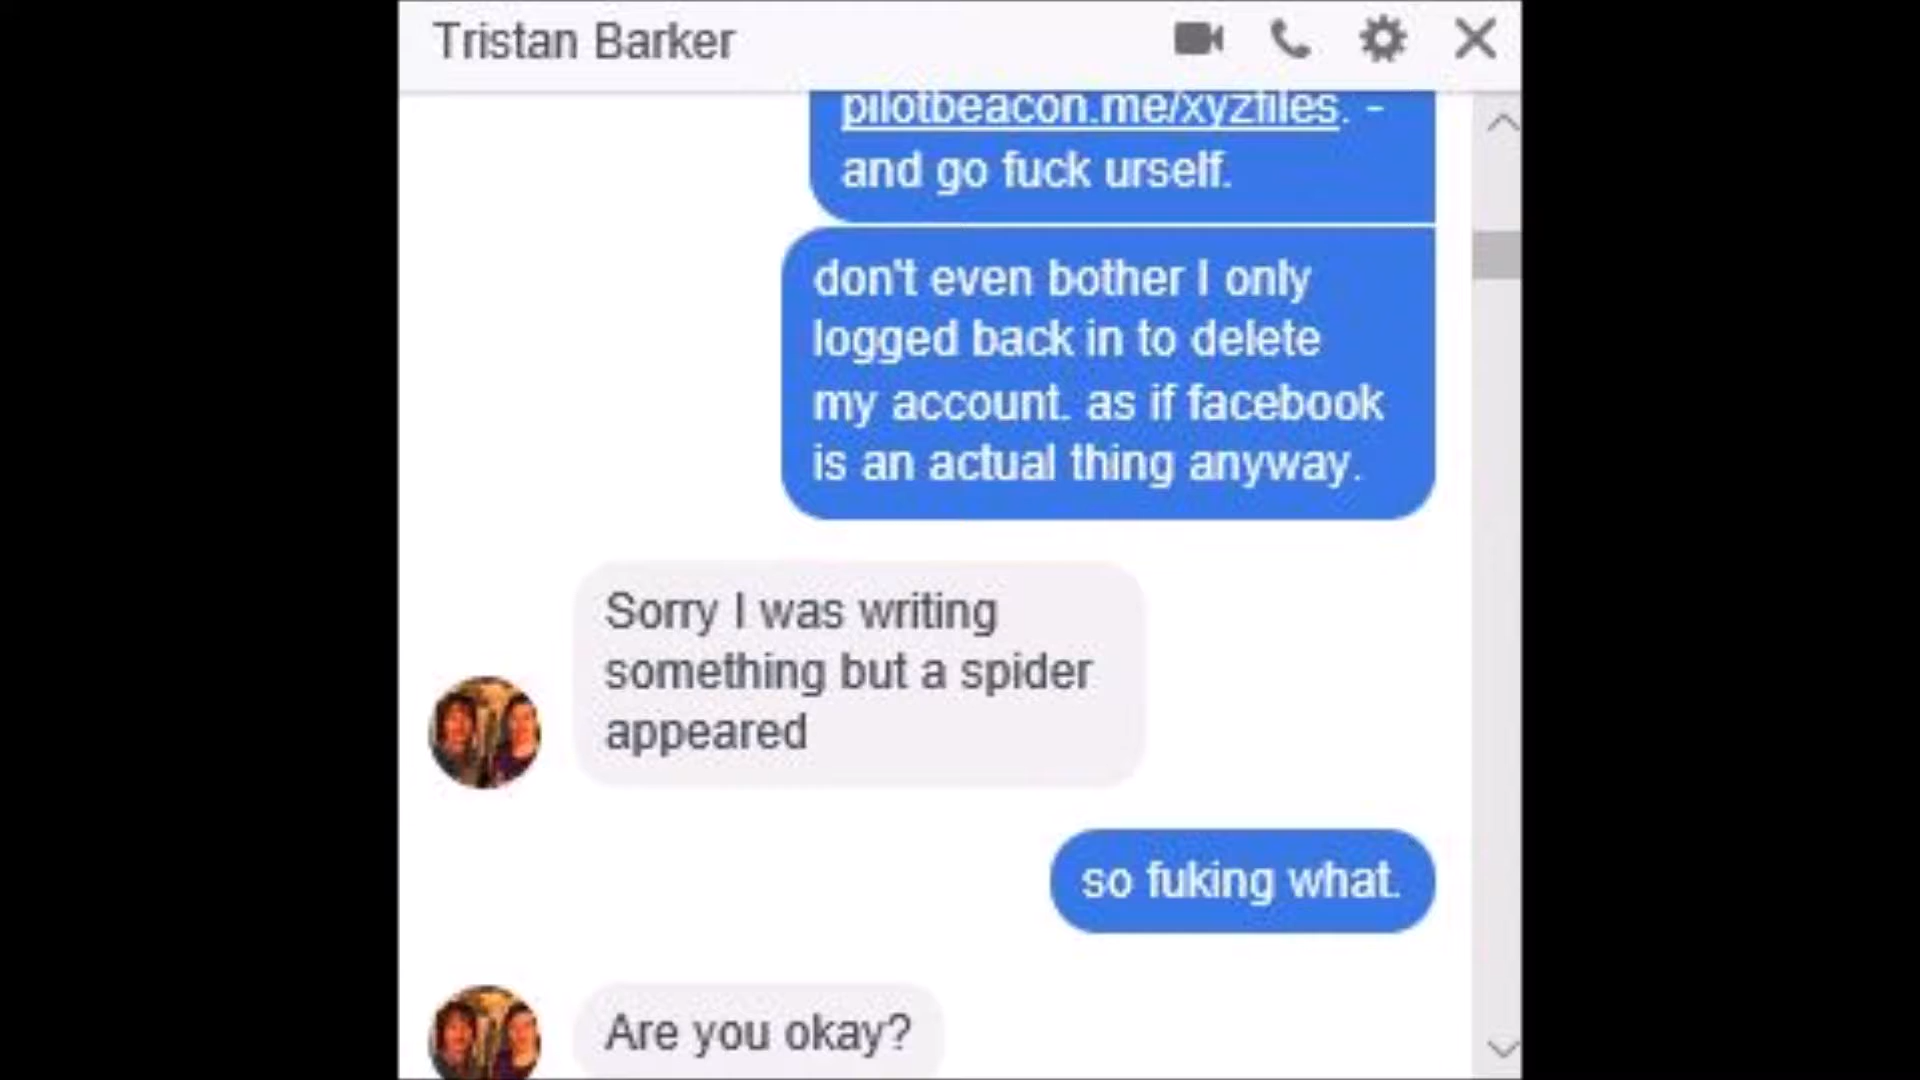 Tristan Barker
pilotbeacon.me/xyzfiles. -
and go fuck urself.
don't even bother I only
logged back in to delete
my account. as if facebook
is an actual thing anyway.
Sorry I was writing
something but a spider
appeared
so fuking what.
Are you okay?